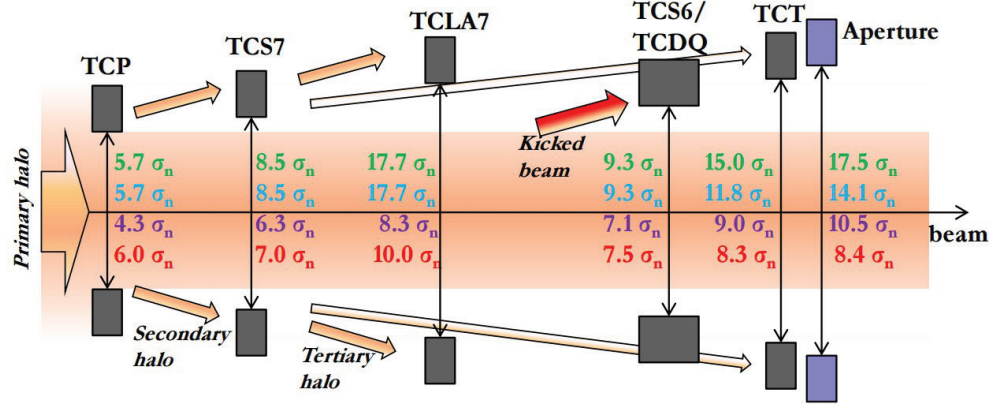 TCP
TCS7
TCLA7
TCS6/
TCDQ
TCT
Aperture
Primary halo
Kicked
beam
5.7 σn 8.5 σn 17.7 σn 9.3 σn 15.0 σn 17.5 σn
5.7 σn 8.5 σn 17.7 σn 9.3 σn 11.8 σn 14.1 σn
4.3 σn 6.3 σn 8.3 σn 7.1 σn 9.0 σn 10.5 σn
6.0 σn 7.0 σn 10.0 σn 7.5 σn 8.3 σn 8.4 σn
beam
Secondary
halo
Tertiary
halo